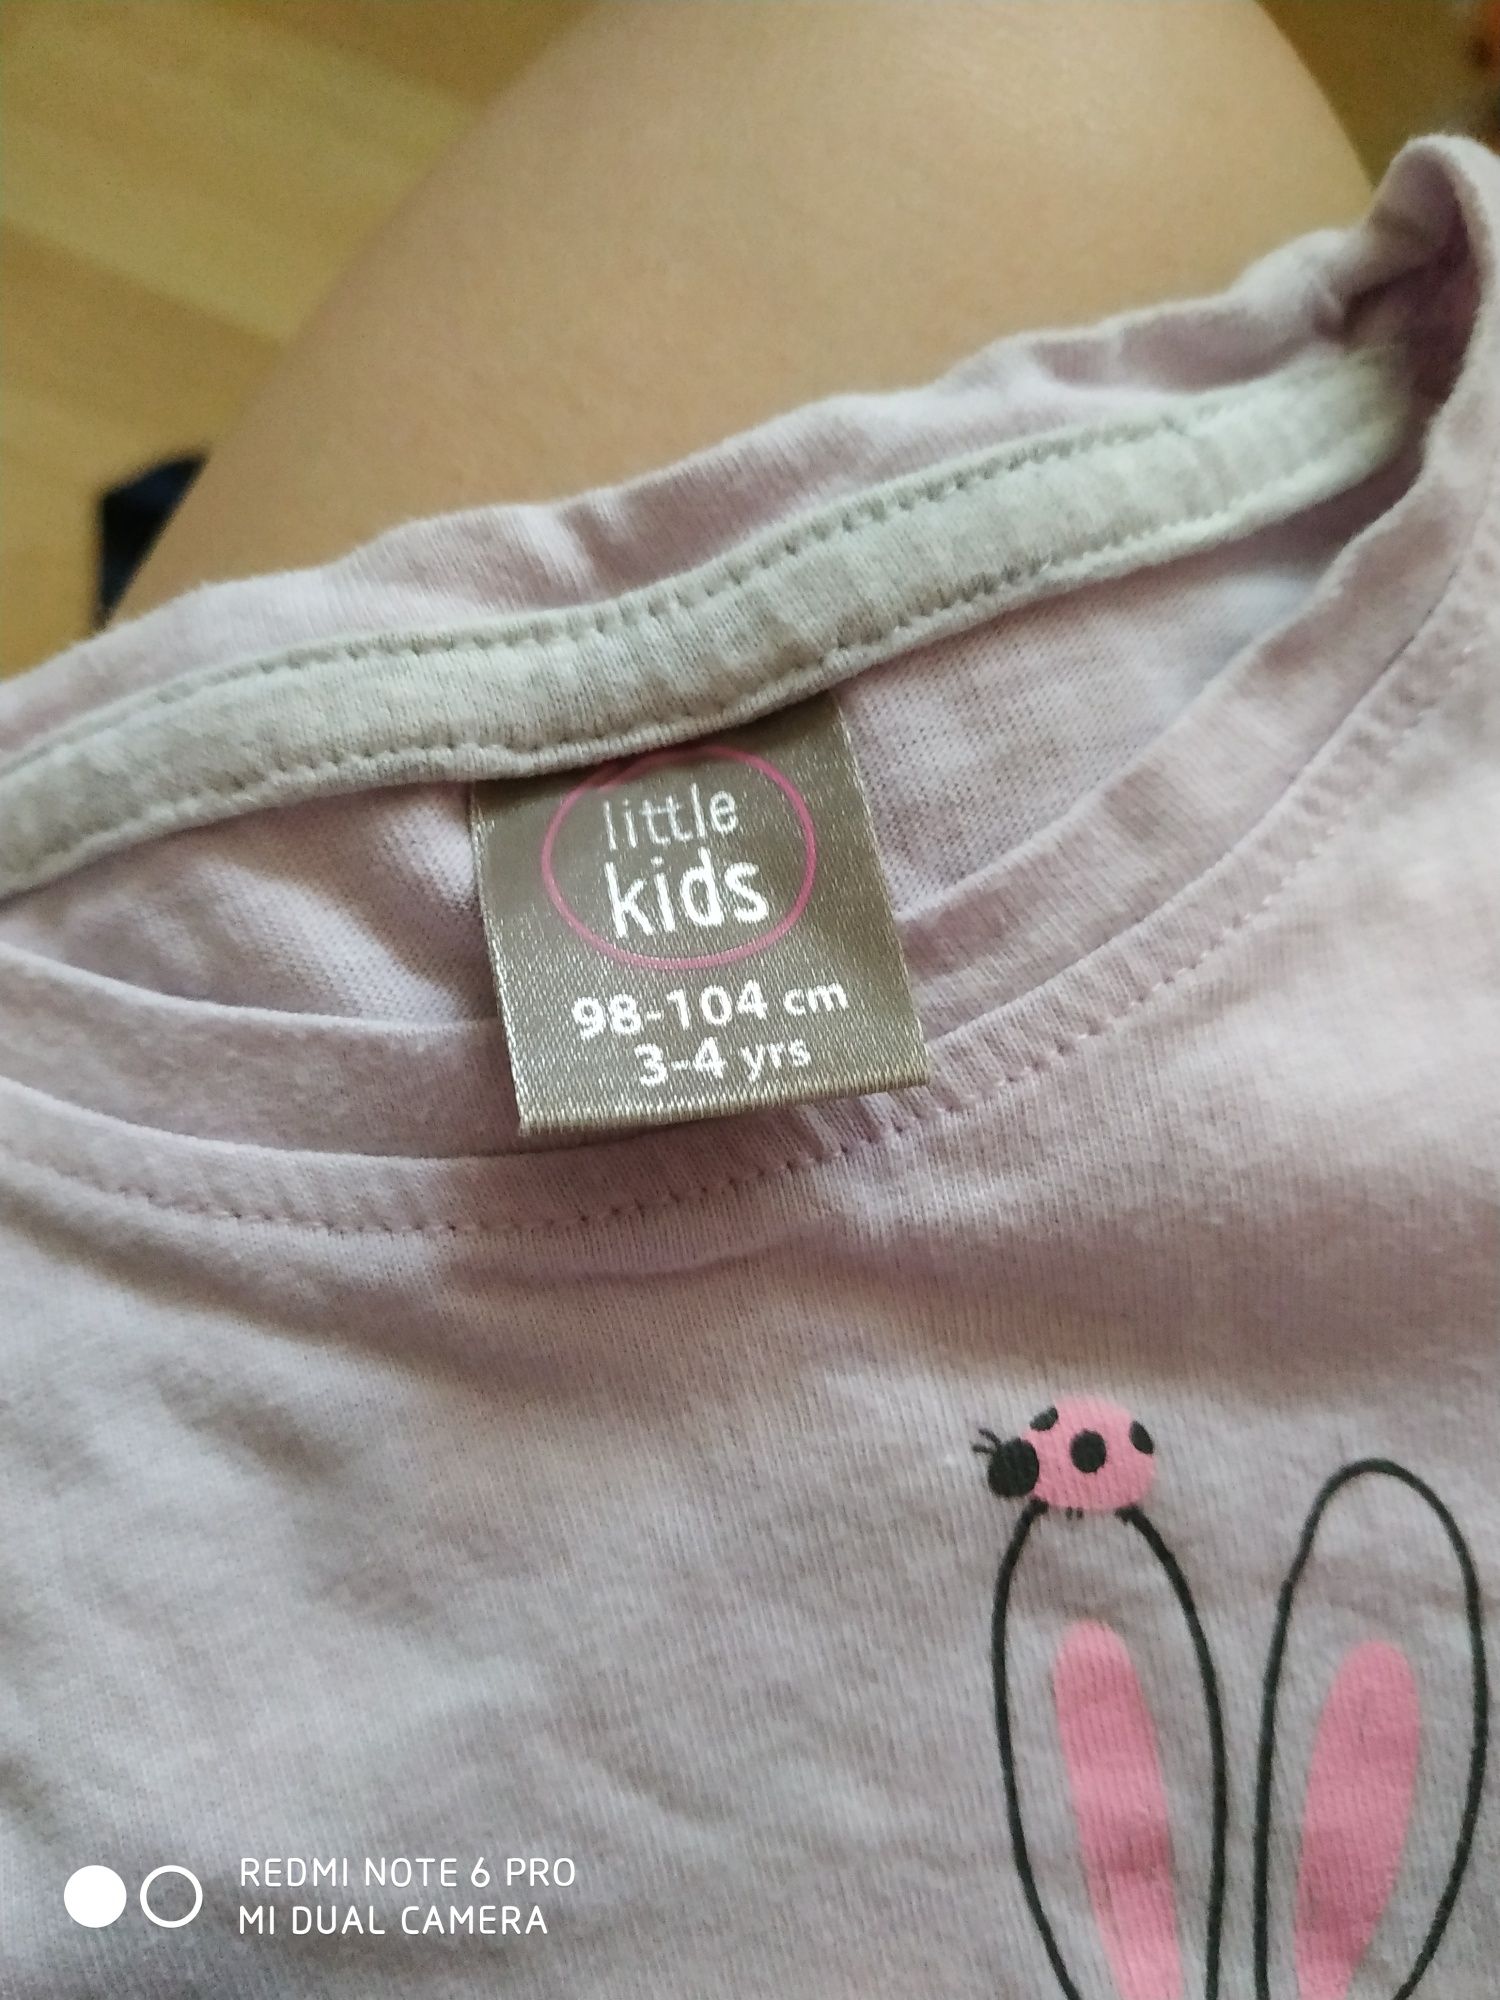 little
kids
98-104 cm
3-4 yrs
REDMI NOTE 6 PRO
MI DUAL CAMERA